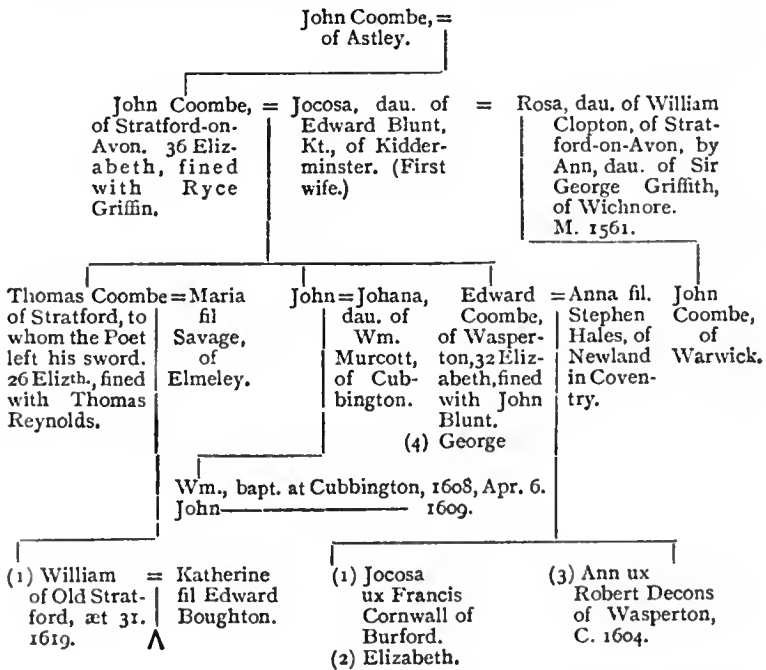 John Coombe, =
of Astley.
John Coombe,
of Stratford-on-
Avon. 36 Eliz-
abeth, fined
with Ryce
Griffin.
= Jocosa, dau. of
Edward Blunt,
Kt., of Kidder-
minster. (First
wife.)
= Rosa, dau. of William
Clopton, of Strat-
ford-on-Avon, by
Ann, dau. of Sir
George Griffith,
of Wichnore.
M. 1561.
Thomas Coombe
of Stratford, to
whom the Poet
left his sword.
26 Elizth., fined
with Thomas
Reynolds.
=Maria
fil
Savage,
of
Elmeley.
John=Johana,
dau. of
Wm.
Murcott,
of Cub-
bington.
Edward
Coombe,
of Wasper-
ton, 32 Eliz-
abeth, fined
with John
Blunt.
(4) George
= Anna fil.
Stephen
Hales, of
Newland
in Coven-
try.
John
Coombe,
of
Warwick.
Wm., bapt. at Cubbington, 1608, Apr. 6.
John—————— 1609.
(1) William
of Old Strat-
ford, æt 31.
1619.
= Katherine
fil Edward
Boughton.
(1) Jocosa
ux Francis
Cornwall of
Burford.
(2) Elizabeth.
(3) Ann ux
Robert Decons
of Wasperton,
C. 1604.